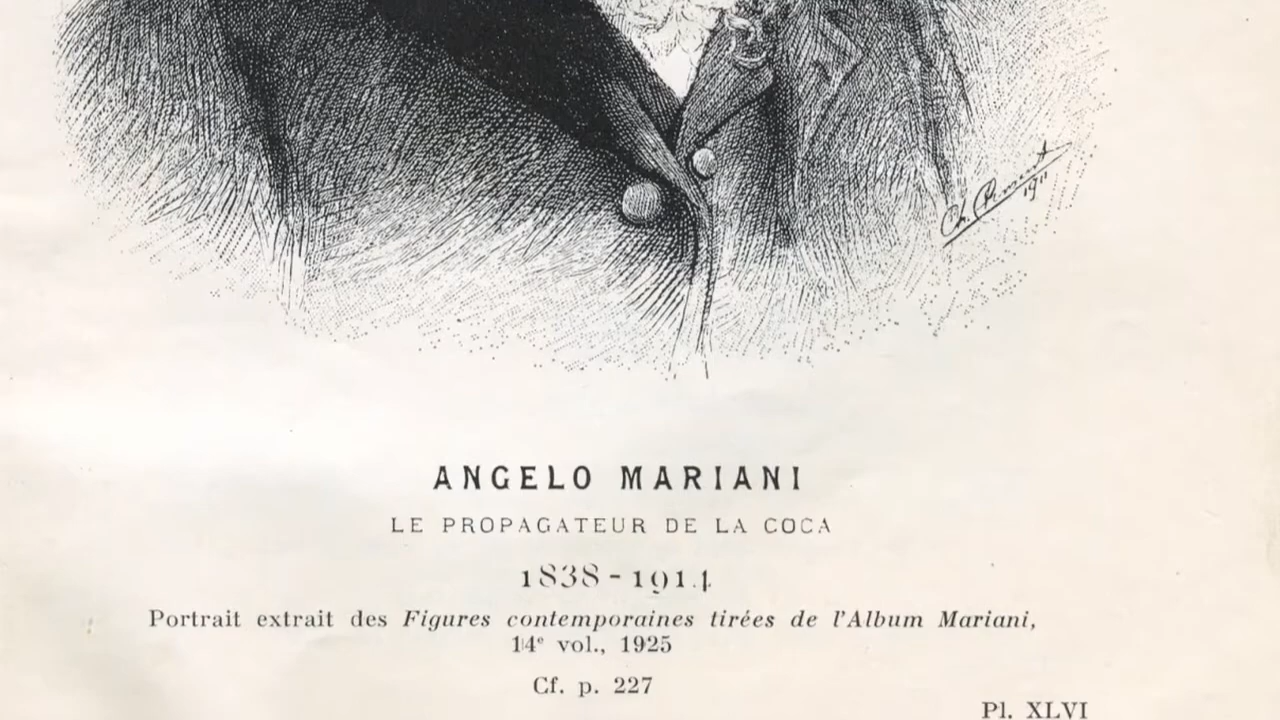 1911
ANGELO MARIANI
LE PROPAGATEUR DE LA COCA
1838-1914
Portrait extrait des Figures contemporaines tirées de l'Album Mariani,
14e vol., 1925
Cf. p. 227
Pl. XLVI